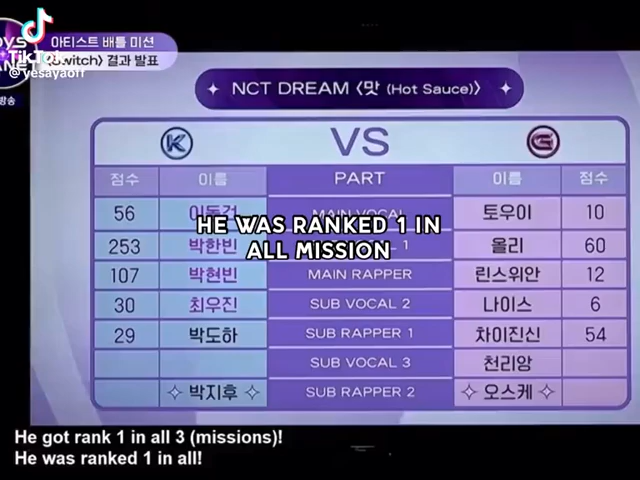 TikTok
@yesayaoff
아티스트 배틀 미션
결과 발표
NCT DREAM 〈맛 (Hot Sauce)〉
K VS G
점수 이름 PART 이름 점수
56 MAIN VOCAL 토우이 10
253 박한빈 1 올리 60
107 박현빈 MAIN RAPPER 린스위안 12
30 최우진 SUB VOCAL 2 나이스 6
29 박도하 SUB RAPPER 1 차이진신 54
SUB VOCAL 3 천리앙
박지후 SUB RAPPER 2 오스케
HE WAS RANKED 1 IN
ALL MISSION
He got rank 1 in all 3 (missions)!
He was ranked 1 in all!